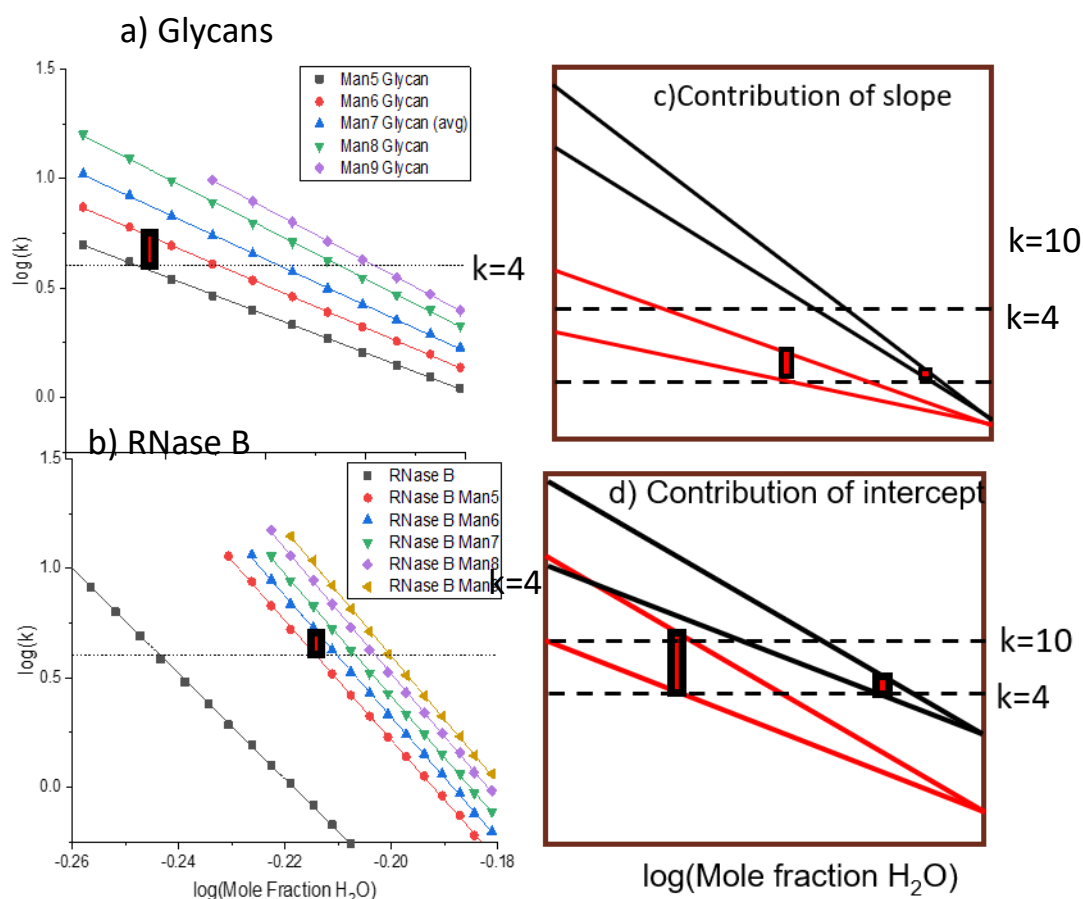 a) Glycans
1.5
1.0
0.5
0.0
log(k)
Man5 Glycan
Man6 Glycan
Man7 Glycan (avg)
Man8 Glycan
Man9 Glycan
k=4
c)Contribution of slope
k=10
k=4
b) RNase B
1.5
1.0
0.5
0.0
log(k)
RNase B
RNase B Man5
RNase B Man6
RNase B Man7
RNase B Man8
RNase B Man
k=4
-0.26
-0.24
-0.22
-0.20
-0.18
log(Mole Fraction H₂O)
d) Contribution of intercept
k=10
k=4
log(Mole fraction H₂O)